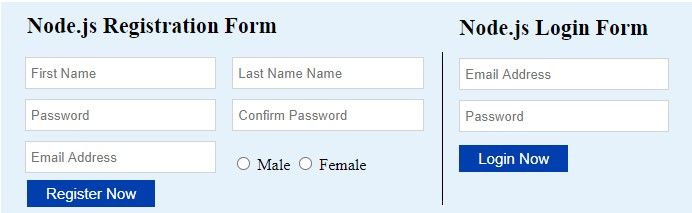 Node.js Registration Form
First Name
Last Name Name
Password
Confirm Password
Email Address
Male Female
Register Now
Node.js Login Form
Email Address
Password
Login Now